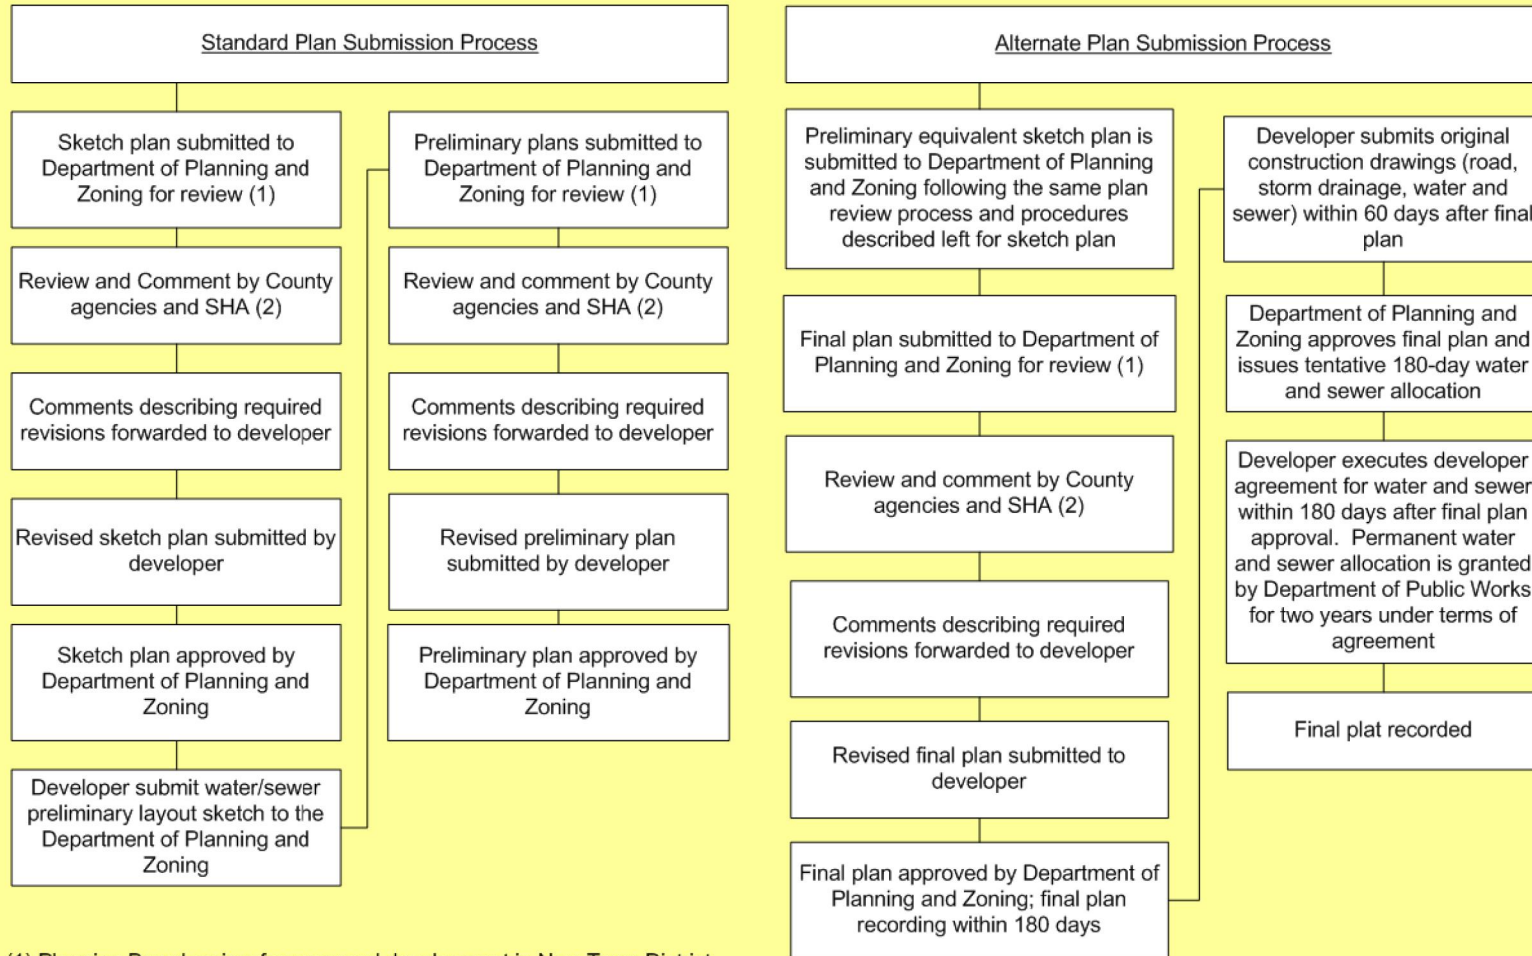 Standard Plan Submission Process
Sketch plan submitted to
Department of Planning and
Zoning for review (1)
Review and Comment by County
agencies and SHA (2)
Comments describing required
revisions forwarded to developer
Revised sketch plan submitted by
developer
Sketch plan approved by
Department of Planning and
Zoning
Developer submit water/sewer
preliminary layout sketch to the
Department of Planning and
Zoning
Preliminary plans submitted to
Department of Planning and
Zoning for review (1)
Review and comment by County
agencies and SHA (2)
Comments describing required
revisions forwarded to developer
Revised preliminary plan
submitted by developer
Preliminary plan approved by
Department of Planning and
Zoning
Alternate Plan Submission Process
Preliminary equivalent sketch plan is
submitted to Department of Planning
and Zoning following the same plan
review process and procedures
described left for sketch plan
Final plan submitted to Department of
Planning and Zoning for review (1)
Review and comment by County
agencies and SHA (2)
Comments describing required
revisions forwarded to developer
Revised final plan submitted to
developer
Final plan approved by Department of
Planning and Zoning; final plan
recording within 180 days
Developer submits original
construction drawings (road,
storm drainage, water and
sewer) within 60 days after final
plan
Department of Planning and
Zoning approves final plan and
issues tentative 180-day water
and sewer allocation
Developer executes developer
agreement for water and sewer
within 180 days after final plan
approval. Permanent water
and sewer allocation is granted
by Department of Public Works
for two years under terms of
agreement
Final plat recorded